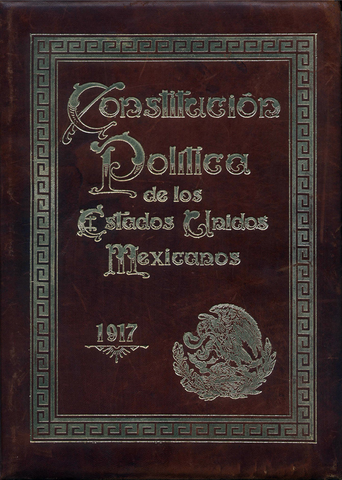 Constitución
Política
de los
Estados Unidos
Mexicanos
1917